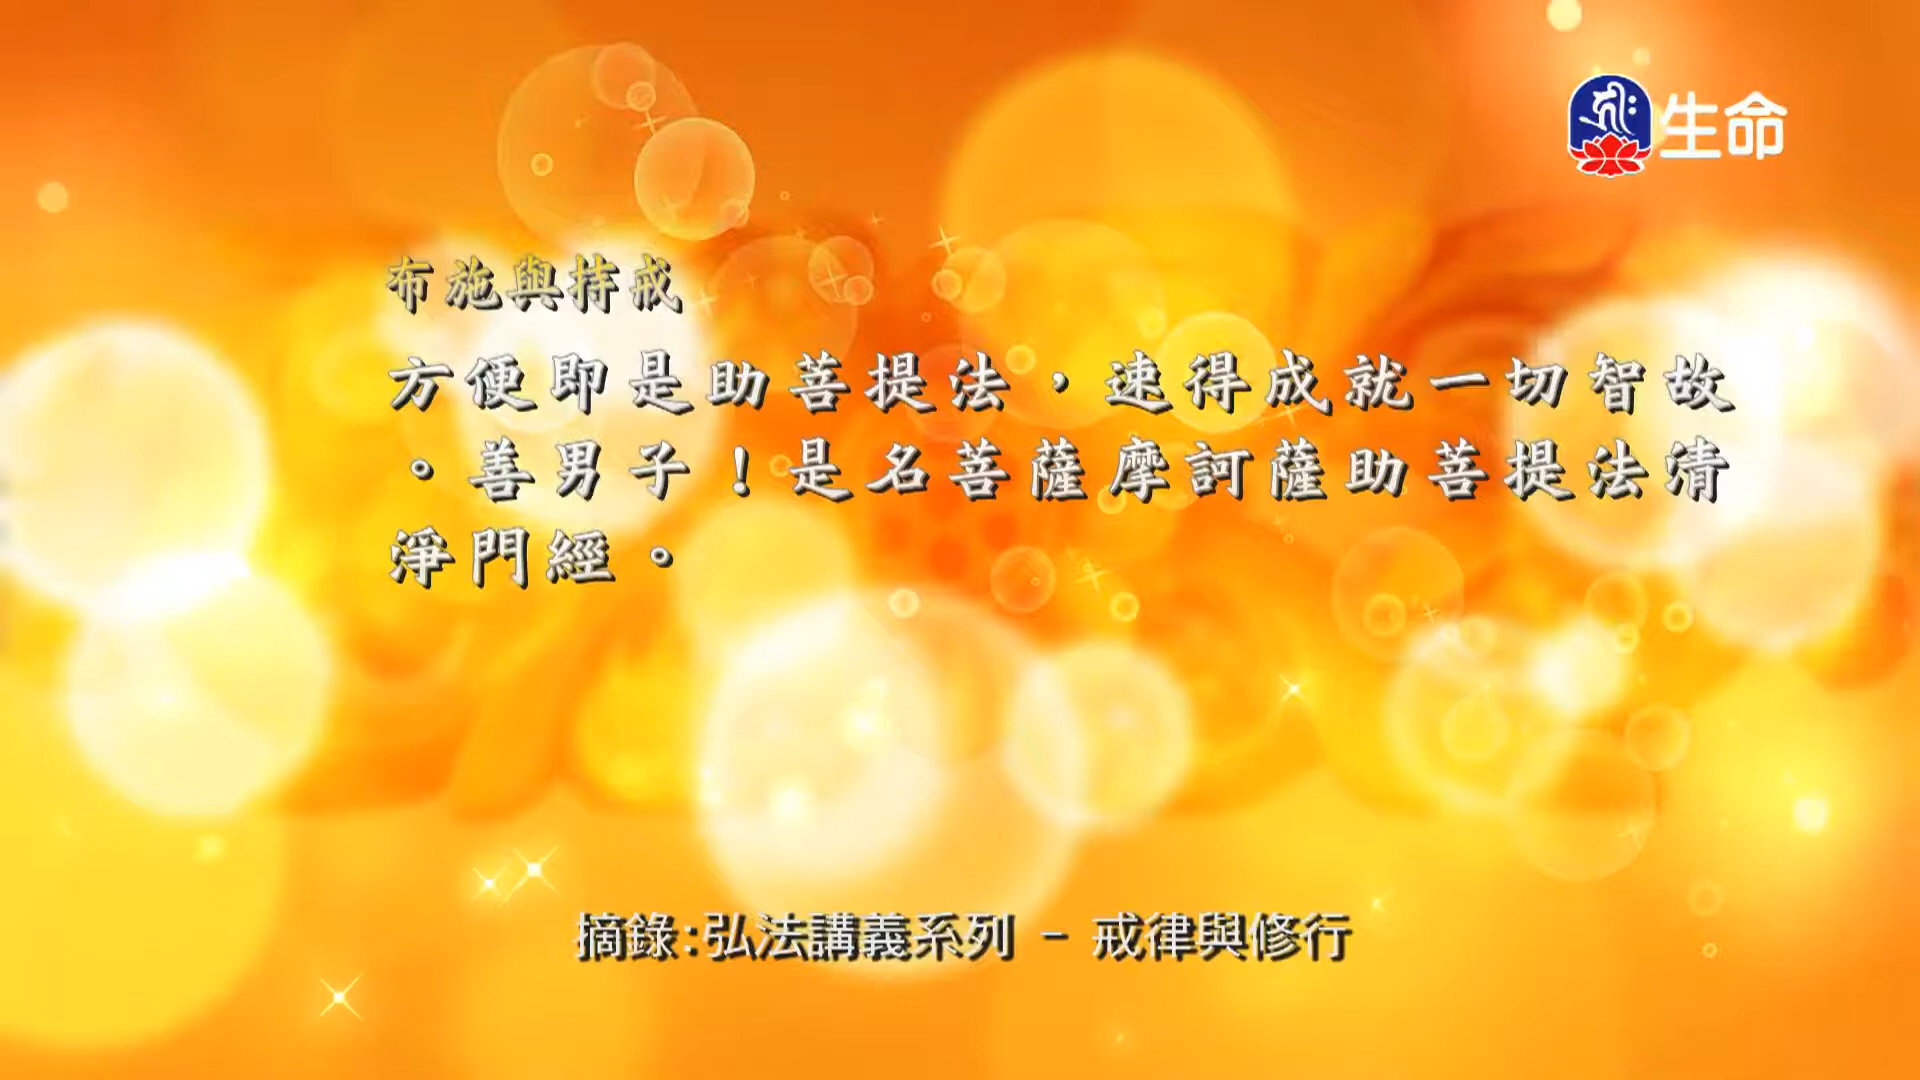 生命
布施與持戒
方便即是助菩提法，速得成就一切智故
。善男子！是名菩薩摩訶薩助菩提法清
淨門經。
摘錄:弘法講義系列 - 戒律與修行